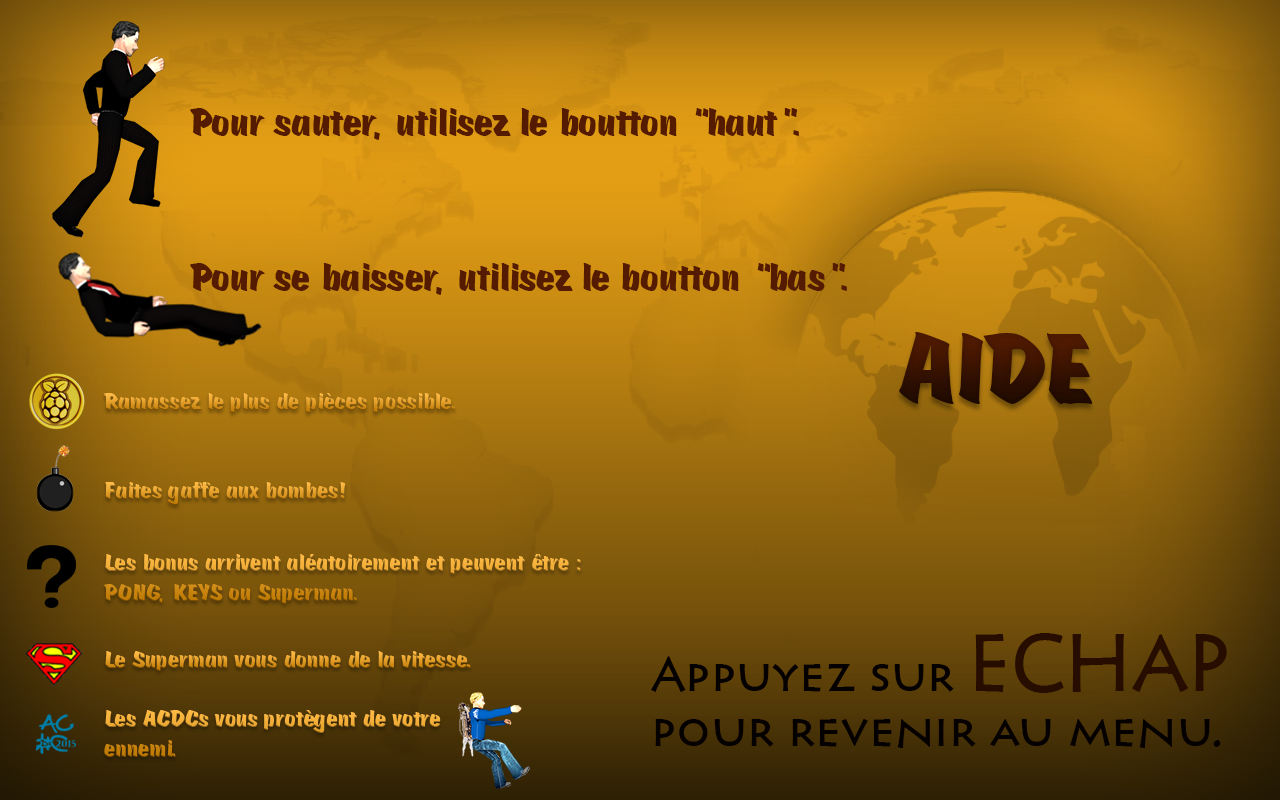 Pour sauter, utilisez le boutton "haut".
Pour se baisser, utilisez le boutton "bas".
AIDE
Ramassez le plus de pièces possible.
Faites gaffe aux bombes!
?
Les bonus arrivent aléatoirement et peuvent être :
PONG, KEYS ou Superman.
S
Le Superman vous donne de la vitesse.
AC
DC2015
Les ACDCs vous protègent de votre
ennemi.
APPUYEZ SUR ECHAP
POUR REVENIR AU MENU.